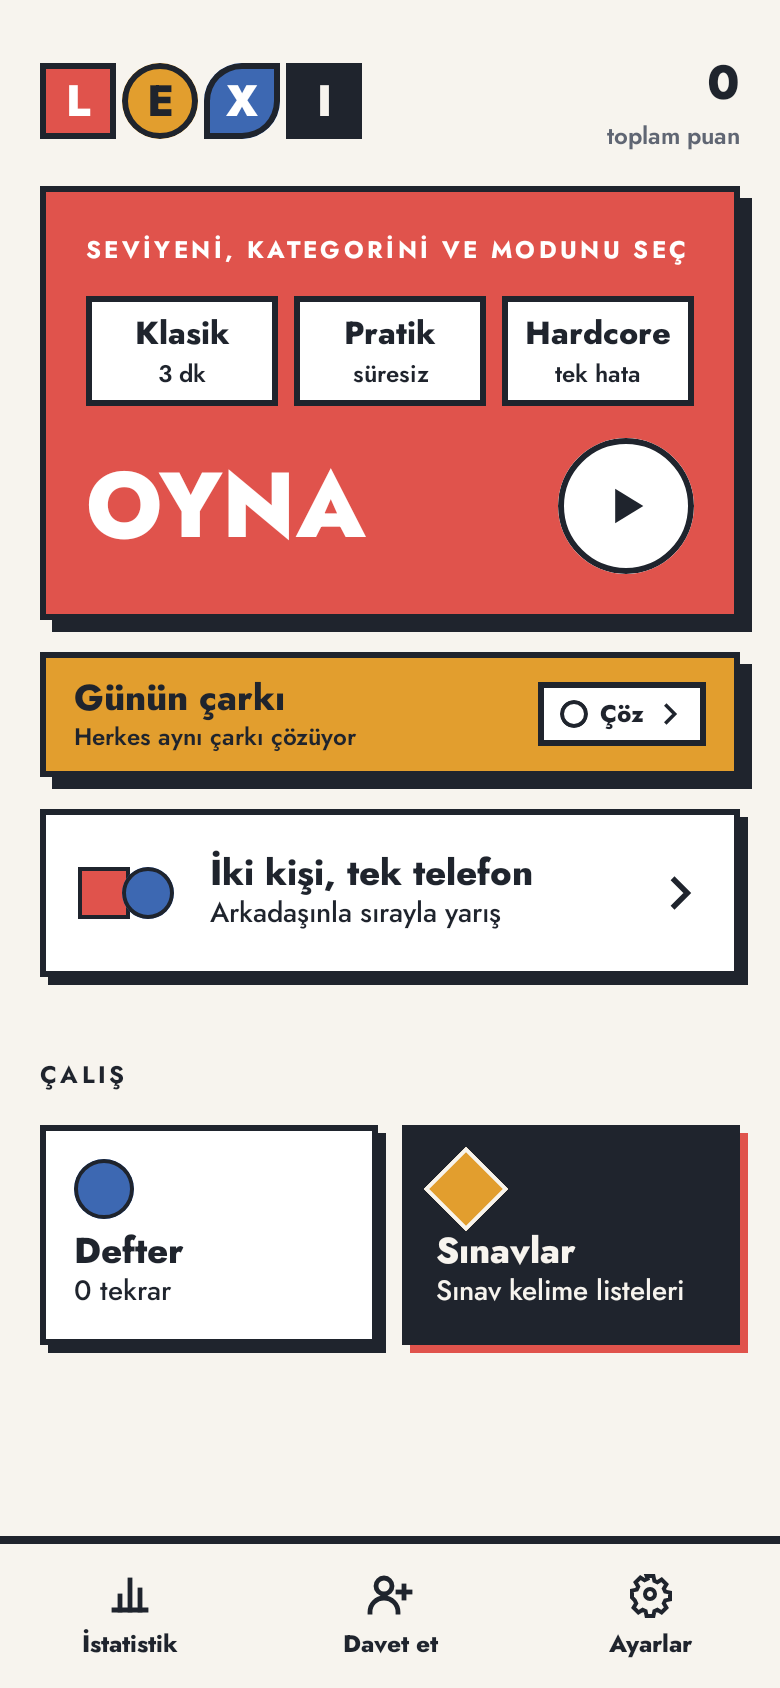 LEXI
0
toplam puan
SEVİYENİ, KATEGORİNİ VE MODUNU SEÇ
Klasik
3 dk
Pratik
süresiz
Hardcore
tek hata
OYNA
Günün çarkı
Herkes aynı çarkı çözüyor
Çöz
İki kişi, tek telefon
Arkadaşınla sırayla yarış
ÇALIŞ
Defter
0 tekrar
Sınavlar
Sınav kelime listeleri
İstatistik
Davet et
Ayarlar